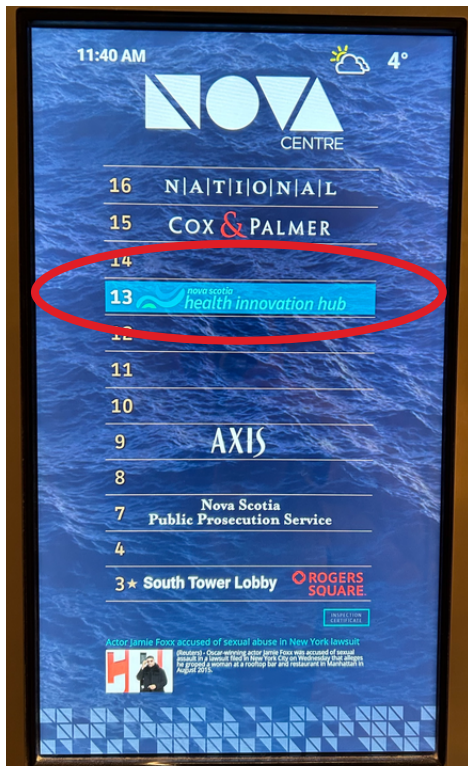 11:40 AM
4°
NOVA
CENTRE
16 N|A|T|I|O|N|A|L
15 COX & PALMER
14
13 nova scotia
health innovation hub
12
11
10
9 AXIS
8
7 Nova Scotia
Public Prosecution Service
4
3★ South Tower Lobby ROGERS
SQUARE
INSPECTION
CERTIFICATE
Actor Jamie Foxx accused of sexual abuse in New York lawsuit
(Reuters) - Oscar-winning actor Jamie Foxx was accused of sexual
assault in a lawsuit filed in New York City on Wednesday that alleges
he groped a woman at a rooftop bar and restaurant in Manhattan in
August 2015.